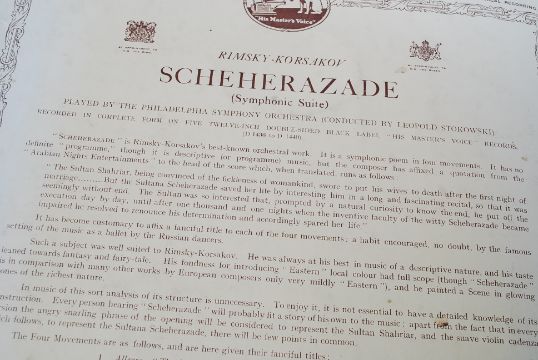 "His Master's Voice"
RIMSKY-KORSAKOV
SCHEHERAZADE
(Symphonic Suite)
PLAYED BY THE PHILADELPHIA SYMPHONY ORCHESTRA (CONDUCTED BY LEOPOLD STOKOWSKI)
RECORDED IN COMPLETE FORM ON FIVE TWELVE-INCH DOUBLE-SIDED BLACK LABEL "HIS MASTER'S VOICE" RECORDS,
"SCHEHERAZADE" is Rimsky-Korsakov's best-known orchestral work. It is a symphonic poem in four movements. It has no
definite "programme," though it is descriptive (or programme) music, but the composer has affixed a quotation from the
"Arabian Nights Entertainments" to the head of the score which, when translated, runs as follows
"The Sultan Shahriar, being convinced of the fickleness of womankind, swore to put his wives to death after the first night of
marriage......... But the Sultana Scheherazade saved her life by interesting him in a long and fascinating recital, so that it was
seemingly without end. The Sultan was so interested that, prompted by a natural curiosity to know the end, he put off the
execution day by day, until after one thousand and one nights when the inventive faculty of the witty Scheherazade became
impaired he resolved to renounce his determination and accordingly spared her life."
It has become customary to affix a fanciful title to each of the four movements; a habit encouraged, no doubt, by the famous
setting of the music as a ballet by the Russian dancers.
Such a subject was well suited to Rimsky-Korsakov. He was always at his best in music of a descriptive nature, and his taste
leaned towards fantasy and fairy-tale. His fondness for introducing "Eastern" local colour had full scope (though "Scheherazade"
is in comparison with many other works by European composers only very mildly "Eastern"), and he painted a Scene in glowing
ones of the richest nature.
In music of this sort analysis of its structure is unnecessary. To enjoy it, it is not essential to have a detailed knowledge of its
nstruction. Every person hearing "Scheherazade" will probably fit a story of his own to the music; apart from the fact that in every
rsion the angry snarling phrase of the opening will be considered to represent the Sultan Shahriar, and the suave violin cadenza
ch follows, to represent the Sultana Scheherazade, there will be few points in common.
The Four Movements are as follows, and are here given their fanciful titles: